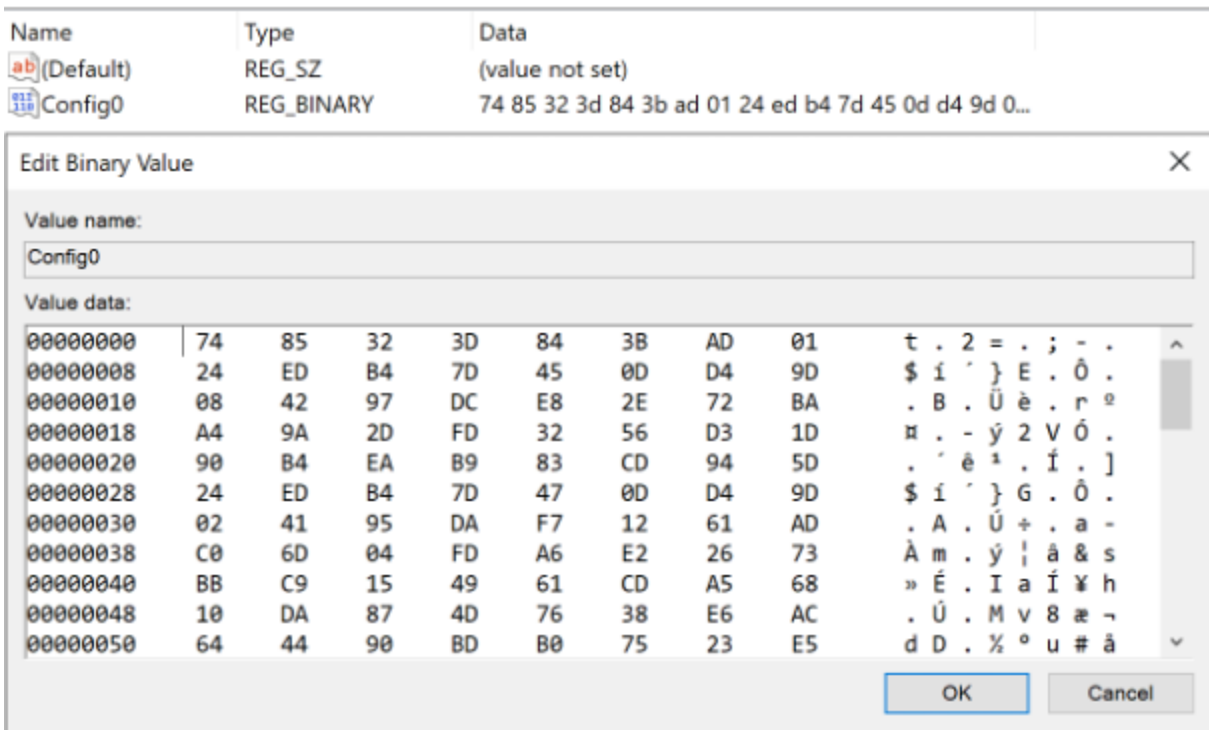 Name Type Data
(Default) REG_SZ (value not set)
Config0 REG_BINARY 74 85 32 3d 84 3b ad 01 24 ed b4 7d 45 0d d4 9d 0...
Edit Binary Value
Value name:
Config0
Value data:
00000000 74 85 32 3D 84 3B AD 01 t . 2 = . ; - .
00000008 24 ED B4 7D 45 0D D4 9D $ í ´ } E . Ô .
00000010 08 42 97 DC E8 2E 72 BA . B . Ü è . r º
00000018 A4 9A 2D FD 32 56 D3 1D ¤ . - ý 2 V Ó .
00000020 90 B4 EA B9 83 CD 94 5D . ´ ê ¹ . Í . ]
00000028 24 ED B4 7D 47 0D D4 9D $ í ´ } G . Ô .
00000030 02 41 95 DA F7 12 61 AD . A . Ú ÷ . a -
00000038 C0 6D 04 FD A6 E2 26 73 À m . ý ¦ â & s
00000040 BB C9 15 49 61 CD A5 68 » É . I a Í ¥ h
00000048 10 DA 87 4D 76 38 E6 AC . Ú . M v 8 æ ¬
00000050 64 44 90 BD B0 75 23 E5 d D . ½ ° u # å
OK Cancel